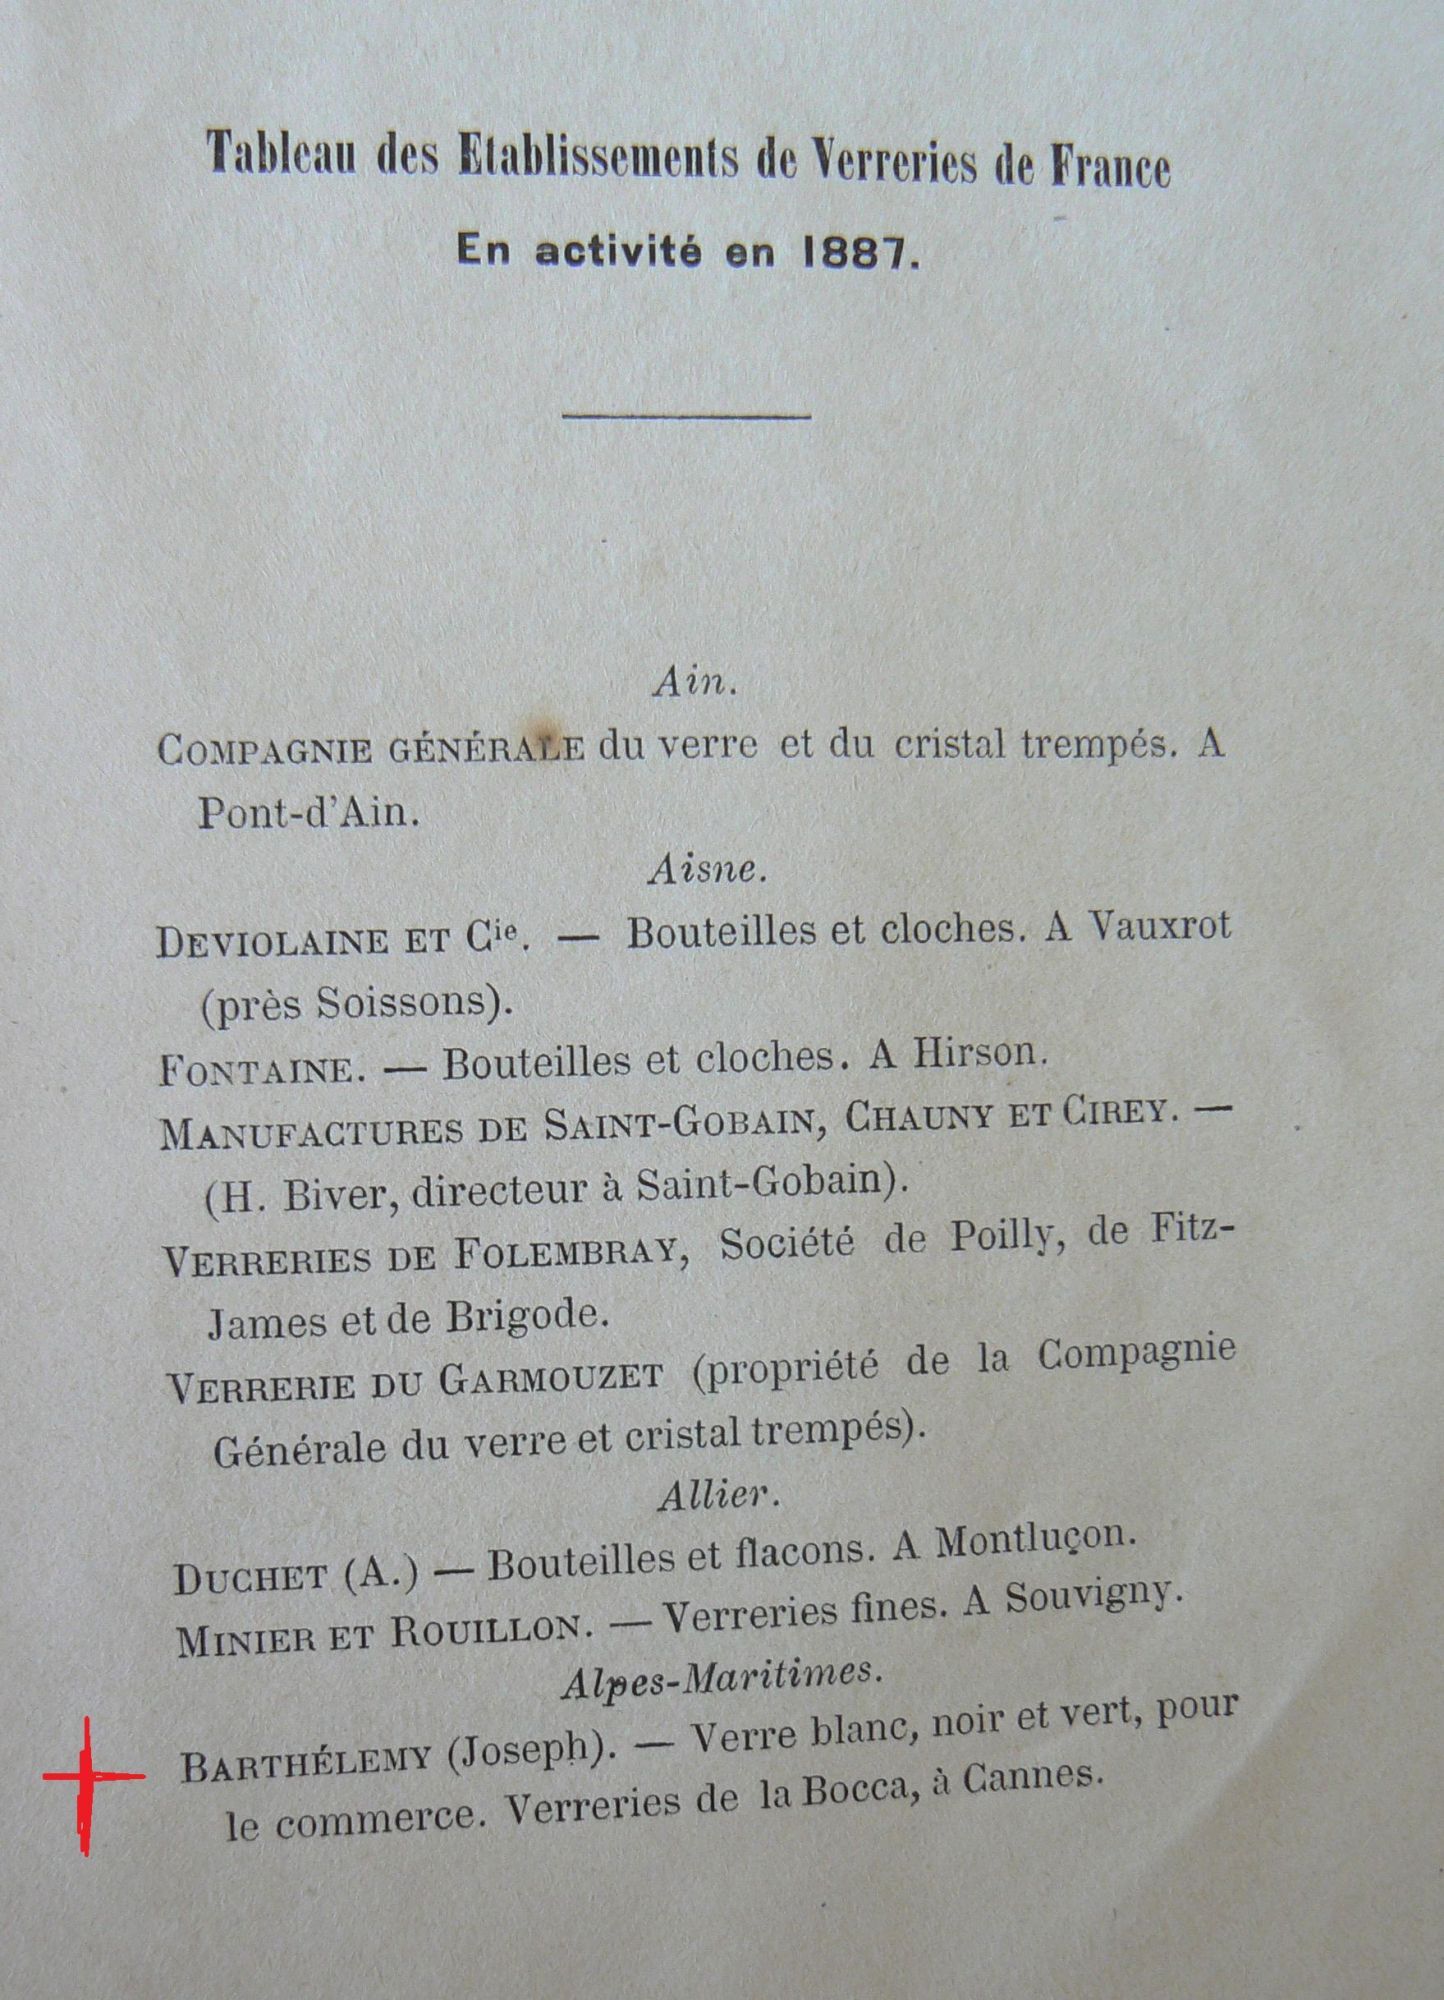 Tableau des Etablissements de Verreries de France
En activité en 1887.
Ain.
COMPAGNIE GÉNÉRALE du verre et du cristal trempés. A
Pont-d'Ain.
Aisne.
DEVIOLAINE ET Cie. — Bouteilles et cloches. A Vauxrot
(près Soissons).
FONTAINE. — Bouteilles et cloches. A Hirson.
MANUFACTURES DE SAINT-GOBAIN, CHAUNY ET CIREY. —
(H. Biver, directeur à Saint-Gobain).
VERRERIES DE FOLEMBRAY, Société de Poilly, de Fitz-
James et de Brigode.
VERRERIE DU GARMOUZET (propriété de la Compagnie
Générale du verre et cristal trempés).
Allier.
DUCHET (A.) — Bouteilles et flacons. A Montluçon.
MINIER ET ROUILLON. — Verreries fines. A Souvigny.
Alpes-Maritimes.
BARTHÉLEMY (Joseph). — Verre blanc, noir et vert, pour
le commerce. Verreries de la Bocca, à Cannes.